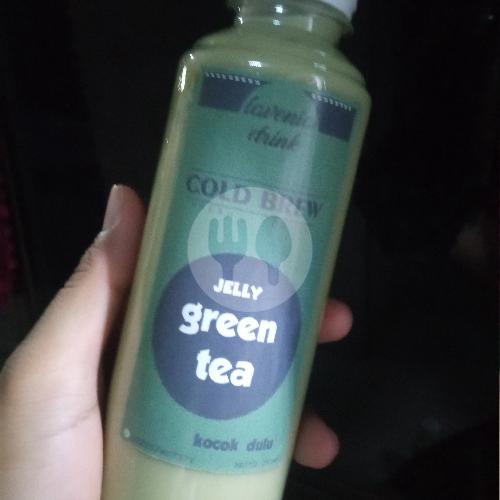 lavenia
drink
COLD BREW
JELLY
green
tea
kocok dulu